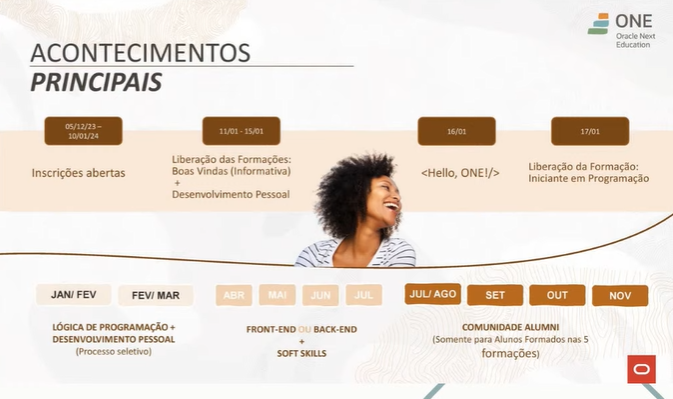 ONE
Oracle Next
Education
ACONTECIMENTOS
PRINCIPAIS
05/12/23 –
10/01/24
11/01 - 15/01
16/01
17/01
Inscrições abertas
Liberação das Formações:
Boas Vindas (Informativa)
+
Desenvolvimento Pessoal
<Hello, ONE!/>
Liberação da Formação:
Iniciante em Programação
JAN/ FEV
FEV/ MAR
ABR
MAI
JUN
JUL
JUL/ AGO
SET
OUT
NOV
LÓGICA DE PROGRAMAÇÃO +
DESENVOLVIMENTO PESSOAL
(Processo seletivo)
FRONT-END OU BACK-END
+
SOFT SKILLS
COMUNIDADE ALUMNI
(Somente para Alunos Formados nas 5
formações)